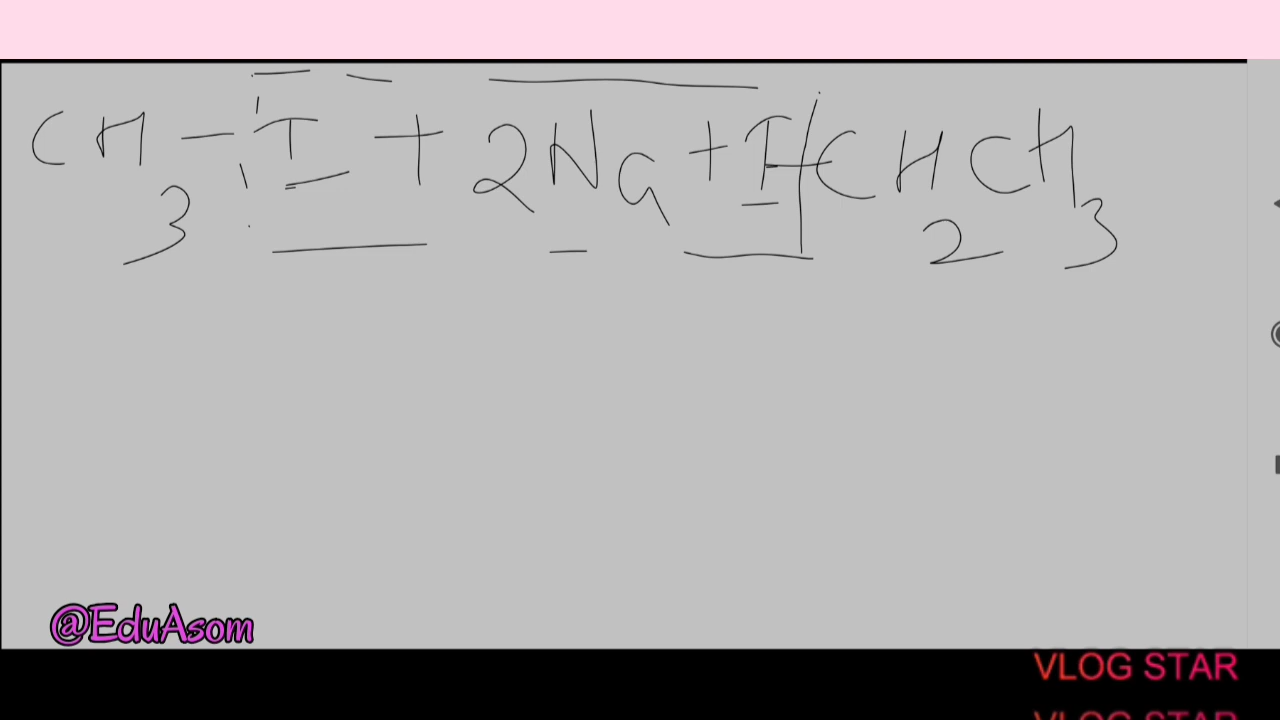 CH₃-I + 2Na + I-CH₂CH₃
@EduAsom
VLOG STAR